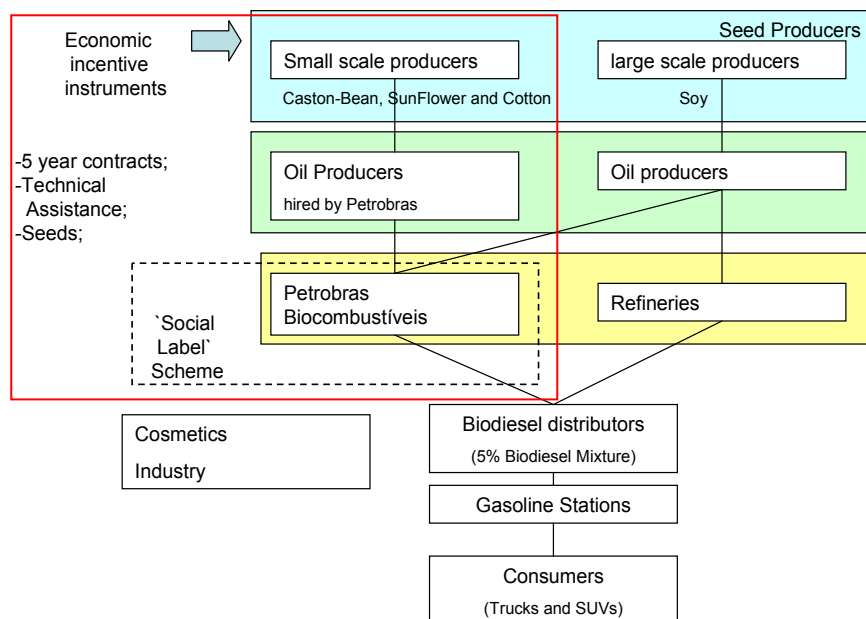 Economic
incentive
instruments
Seed Producers
Small scale producers
large scale producers
Caston-Bean, SunFlower and Cotton
Soy
-5 year contracts;
-Technical
Assistance;
-Seeds;
Oil Producers
hired by Petrobras
Oil producers
`Social
Label`
Scheme
Petrobras
Biocombustíveis
Refineries
Cosmetics
Industry
Biodiesel distributors
(5% Biodiesel Mixture)
Gasoline Stations
Consumers
(Trucks and SUVs)